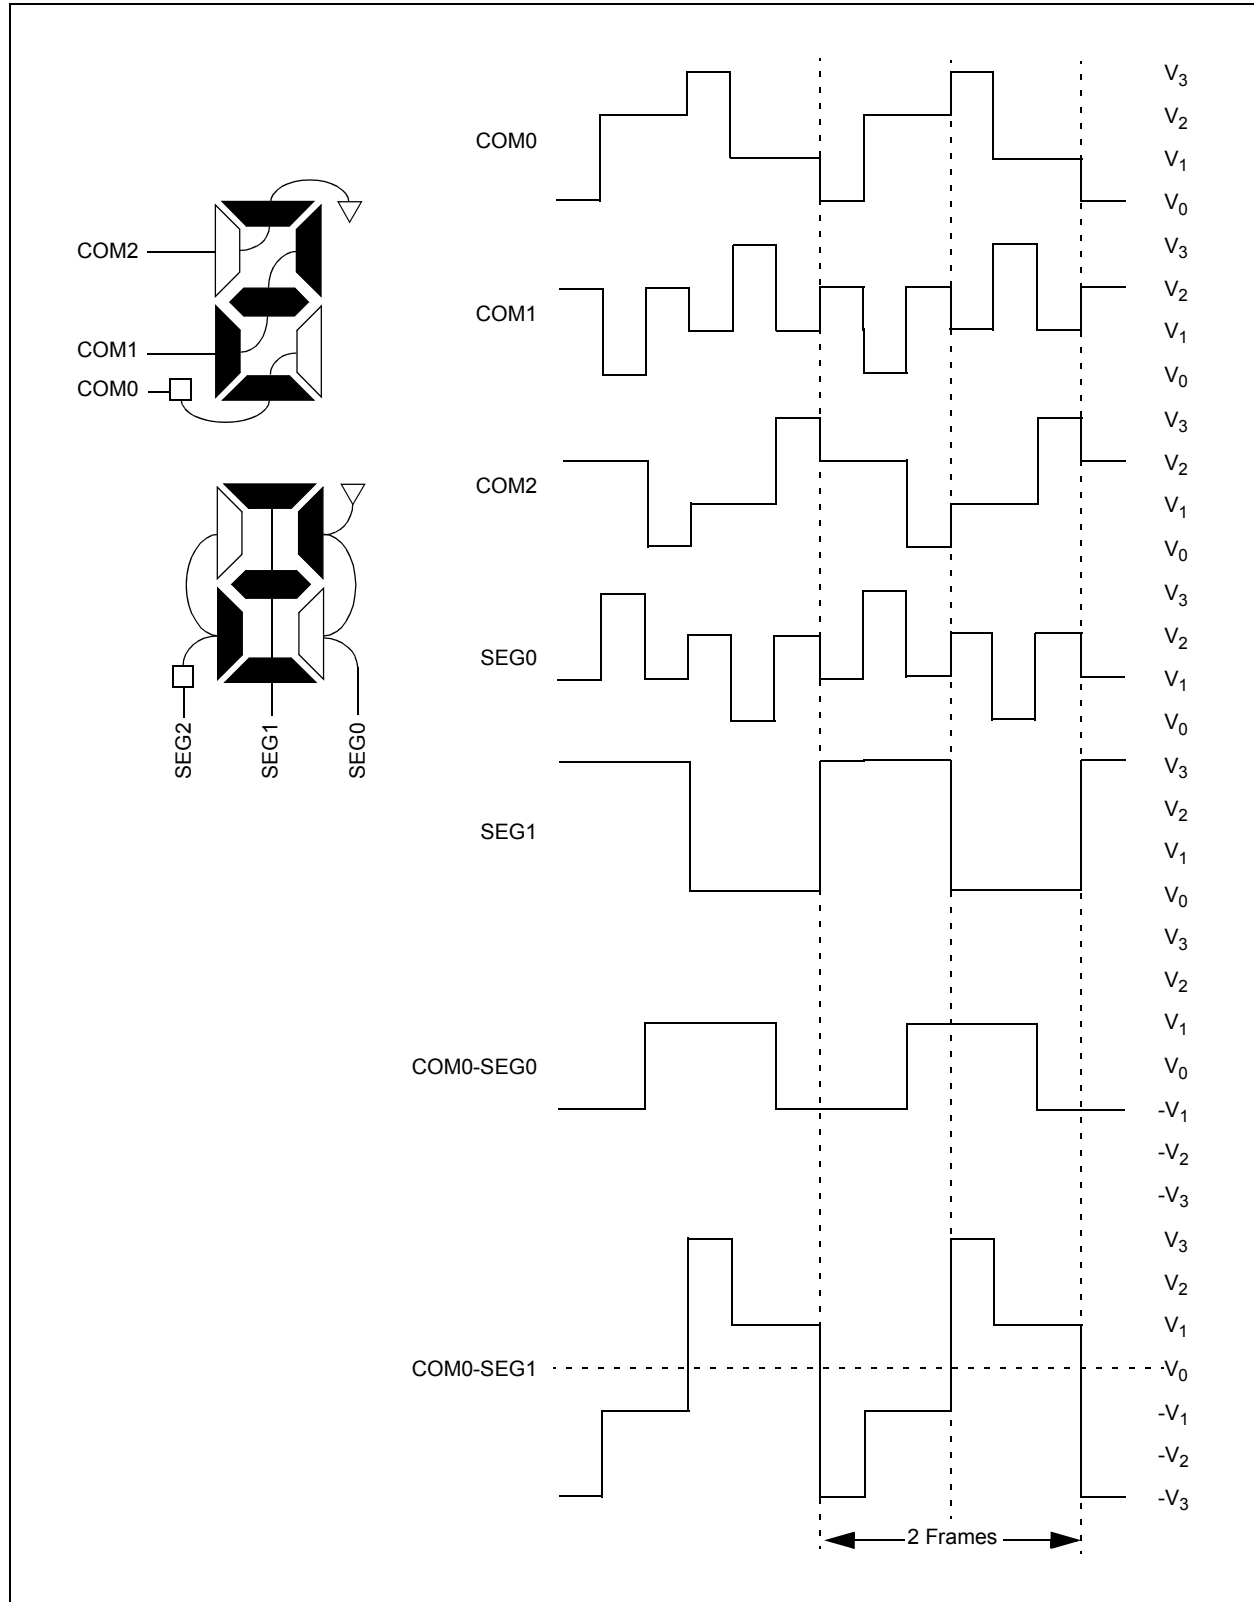 COM2
COM1
COM0
SEG2
SEG1
SEG0
COM0
V3
V2
V1
V0
COM1
V3
V2
V1
V0
COM2
V3
V2
V1
V0
SEG0
V3
V2
V1
V0
SEG1
V3
V2
V1
V0
COM0-SEG0
V3
V2
V1
V0
-V1
-V2
-V3
COM0-SEG1
V3
V2
V1
V0
-V1
-V2
-V3
2 Frames